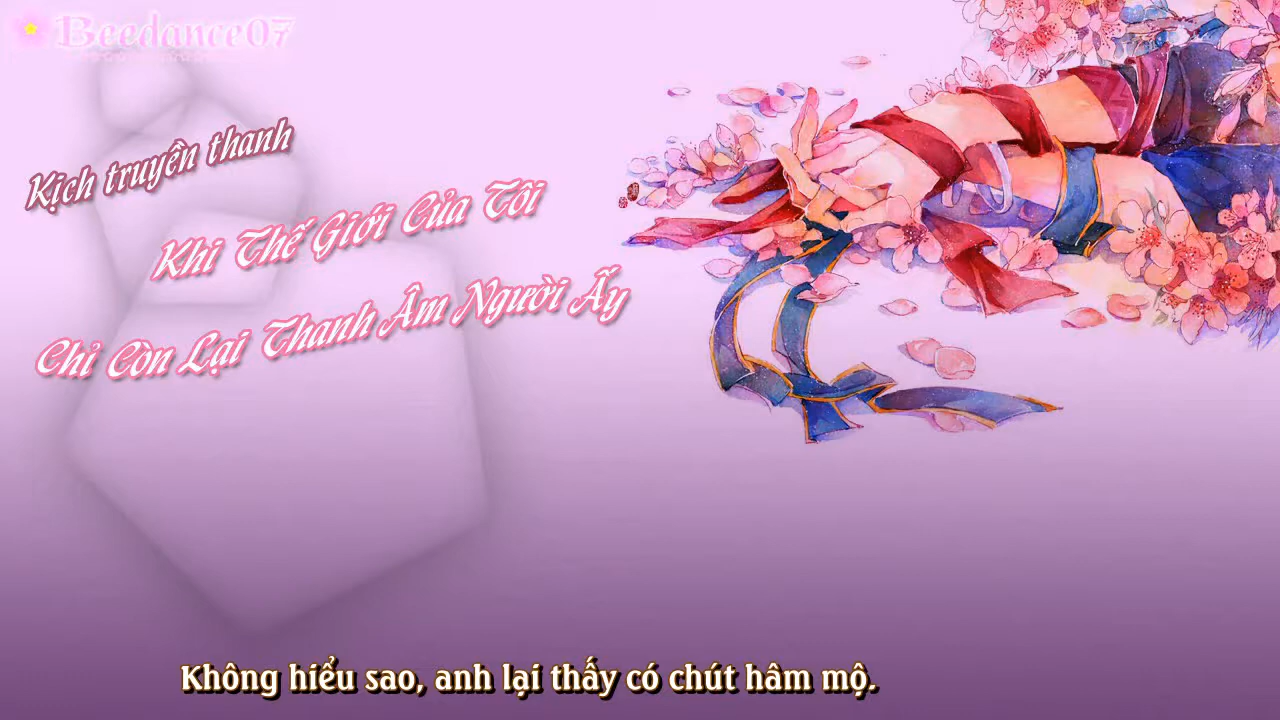 Beedance07
Kịch truyền thanh
Khi Thế Giới Của Tôi
Chỉ Còn Lại Thanh Âm Người Ấy
Không hiểu sao, anh lại thấy có chút hâm mộ.